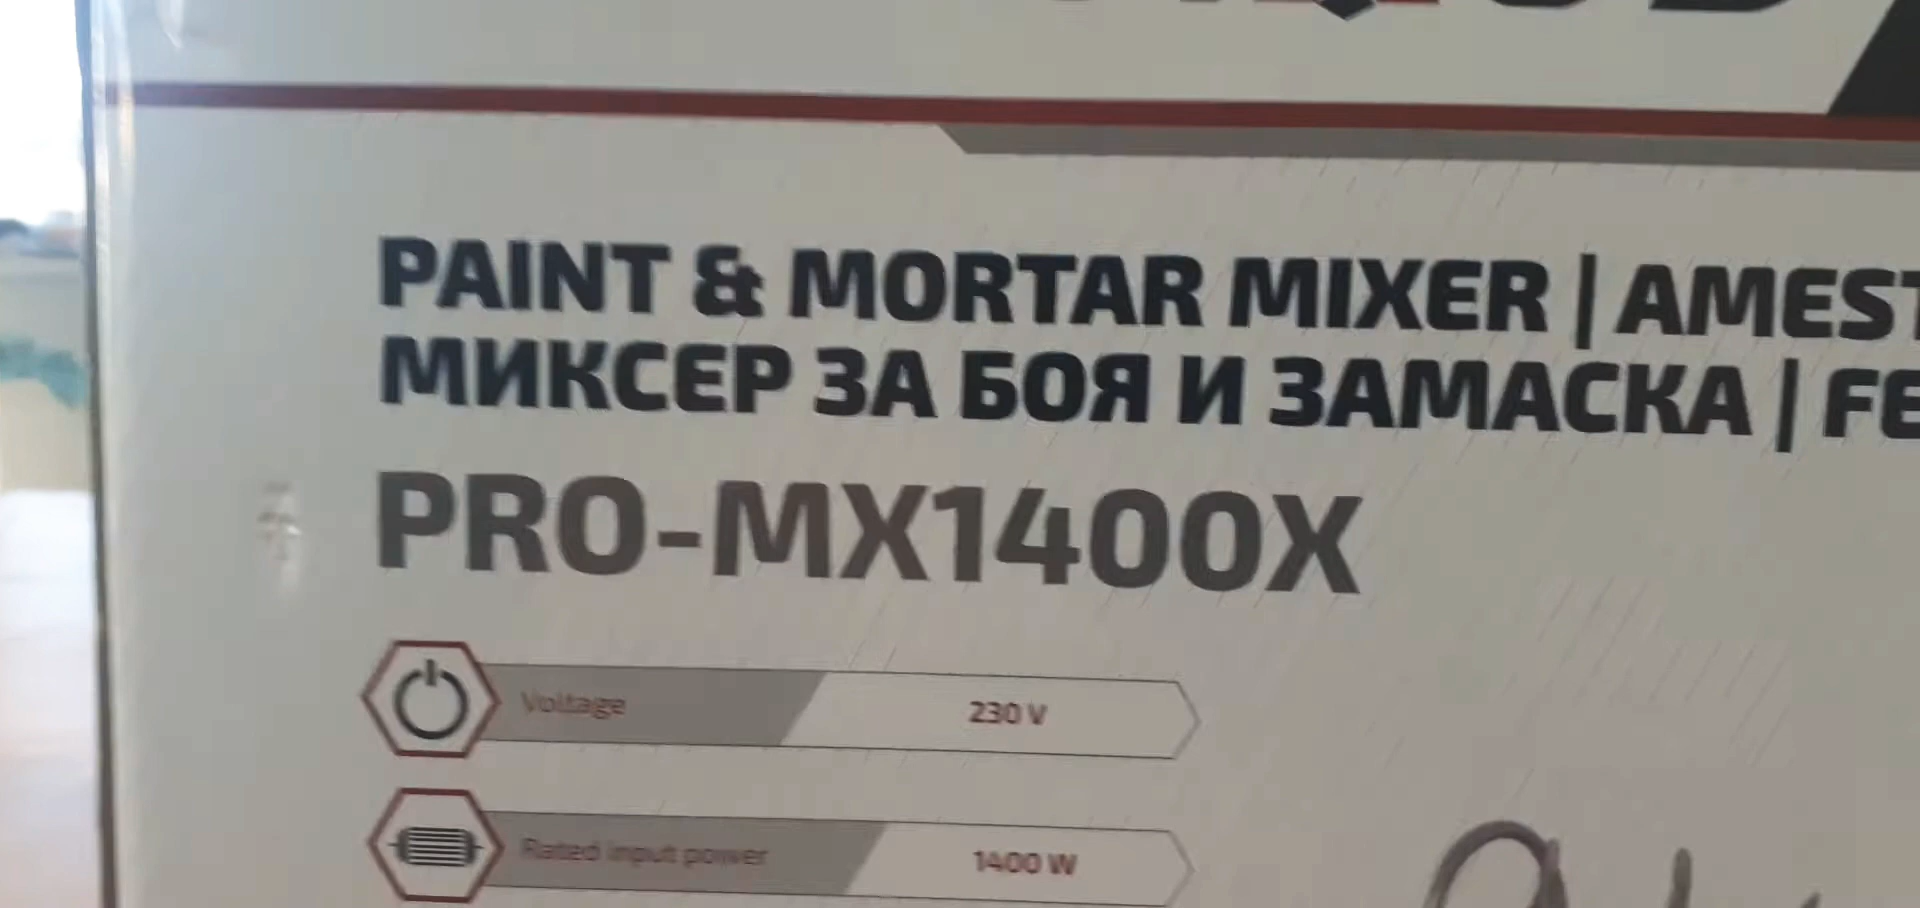 PAINT & MORTAR MIXER | AMEST
МИКСЕР ЗА БОЯ И ЗАМАСКА | FE
PRO-MX1400X
Voltage 230 V
Rated input power 1400 W